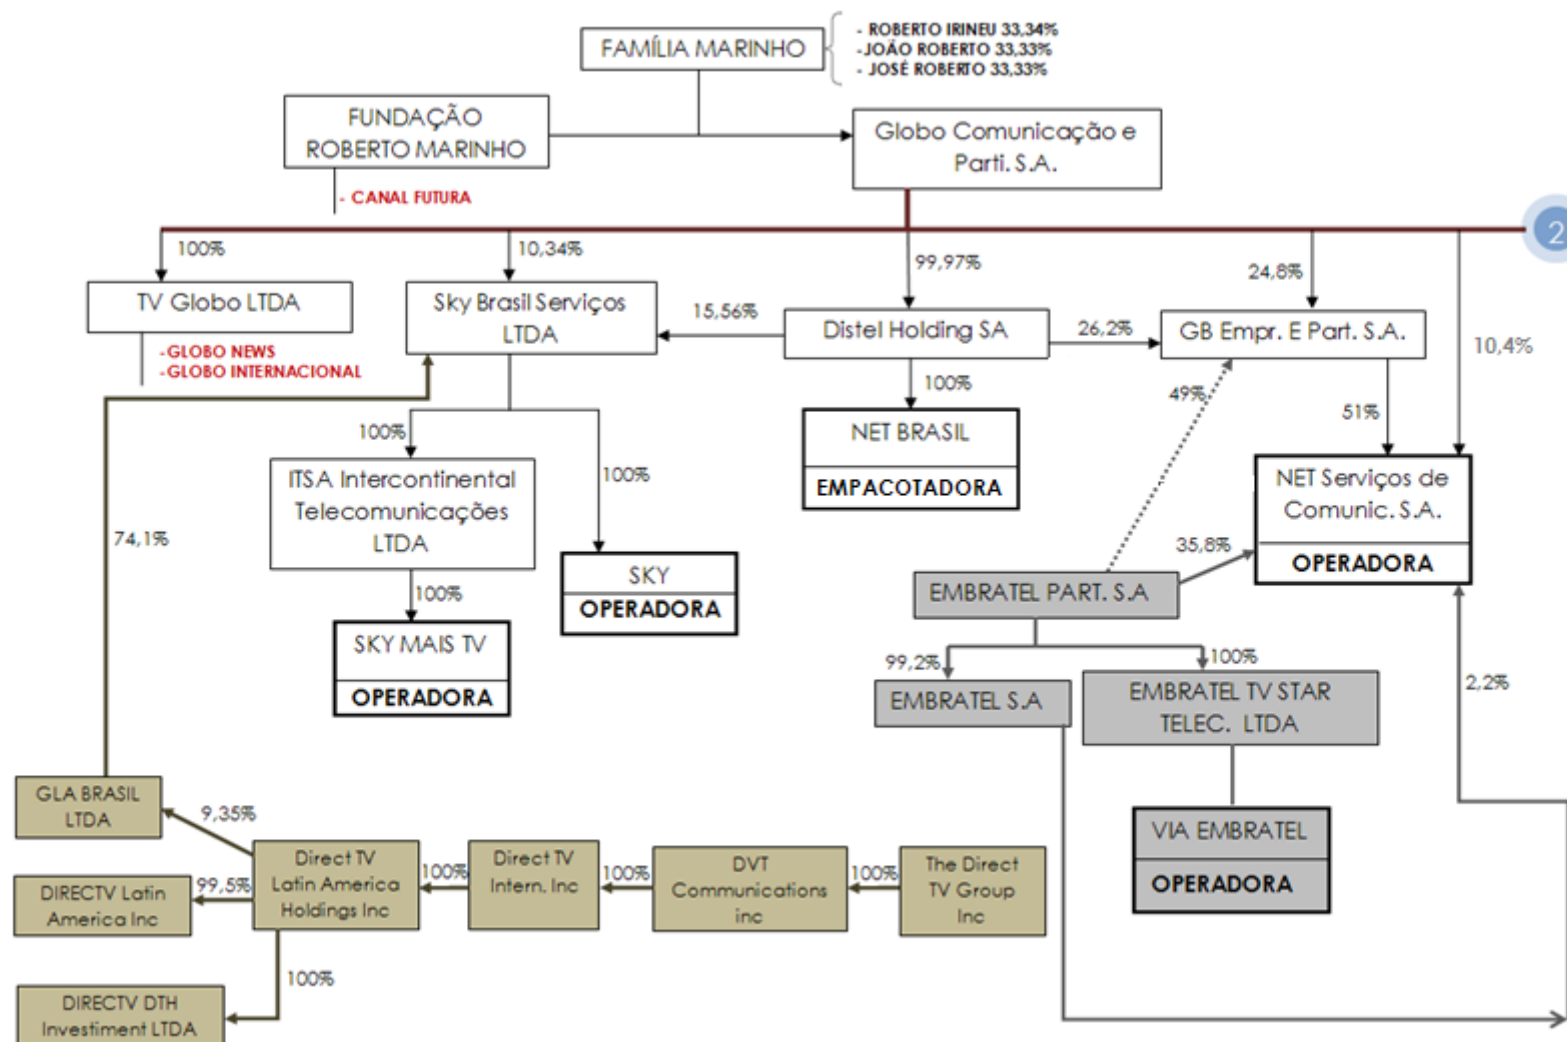 FAMÍLIA MARINHO
- ROBERTO IRINEU 33,34%
-JOÃO ROBERTO 33,33%
- JOSÉ ROBERTO 33,33%
FUNDAÇÃO
ROBERTO MARINHO
Globo Comunicação e
Parti. S.A.
- CANAL FUTURA
2
100%
10,34%
99,97%
24,8%
10,4%
TV Globo LTDA
Sky Brasil Serviços
LTDA
15,56%
Distel Holding SA
26,2%
GB Empr. E Part. S.A.
-GLOBO NEWS
- GLOBO INTERNACIONAL
100%
49%
51%
100%
NET BRASIL
EMPACOTADORA
100%
ITSA Intercontinental
Telecomunicações
LTDA
NET Serviços de
Comunic. S.A.
OPERADORA
74,1%
35,8%
SKY
OPERADORA
100%
EMBRATEL PART. S.A
SKY MAIS TV
OPERADORA
99,2%
100%
2,2%
EMBRATEL S.A
EMBRATEL TV STAR
TELEC. LTDA
GLA BRASIL
LTDA
9,35%
VIA EMBRATEL
OPERADORA
Direct TV
Latin America
Holdings Inc
100%
Direct TV
Intern. Inc
100%
DVT
Communications
inc
100%
The Direct
TV Group
Inc
99,5%
DIRECTV Latin
America Inc
100%
DIRECTV DTH
Investiment LTDA